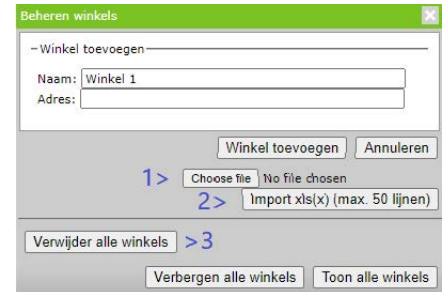 Beheren winkels
Winkel toevoegen
Naam: Winkel 1
Adres:
Winkel toevoegen Annuleren
1> Choose file No file chosen
2> Import xls(x) (max. 50 lijnen)
Verwijder alle winkels >3
Verbergen alle winkels Toon alle winkels